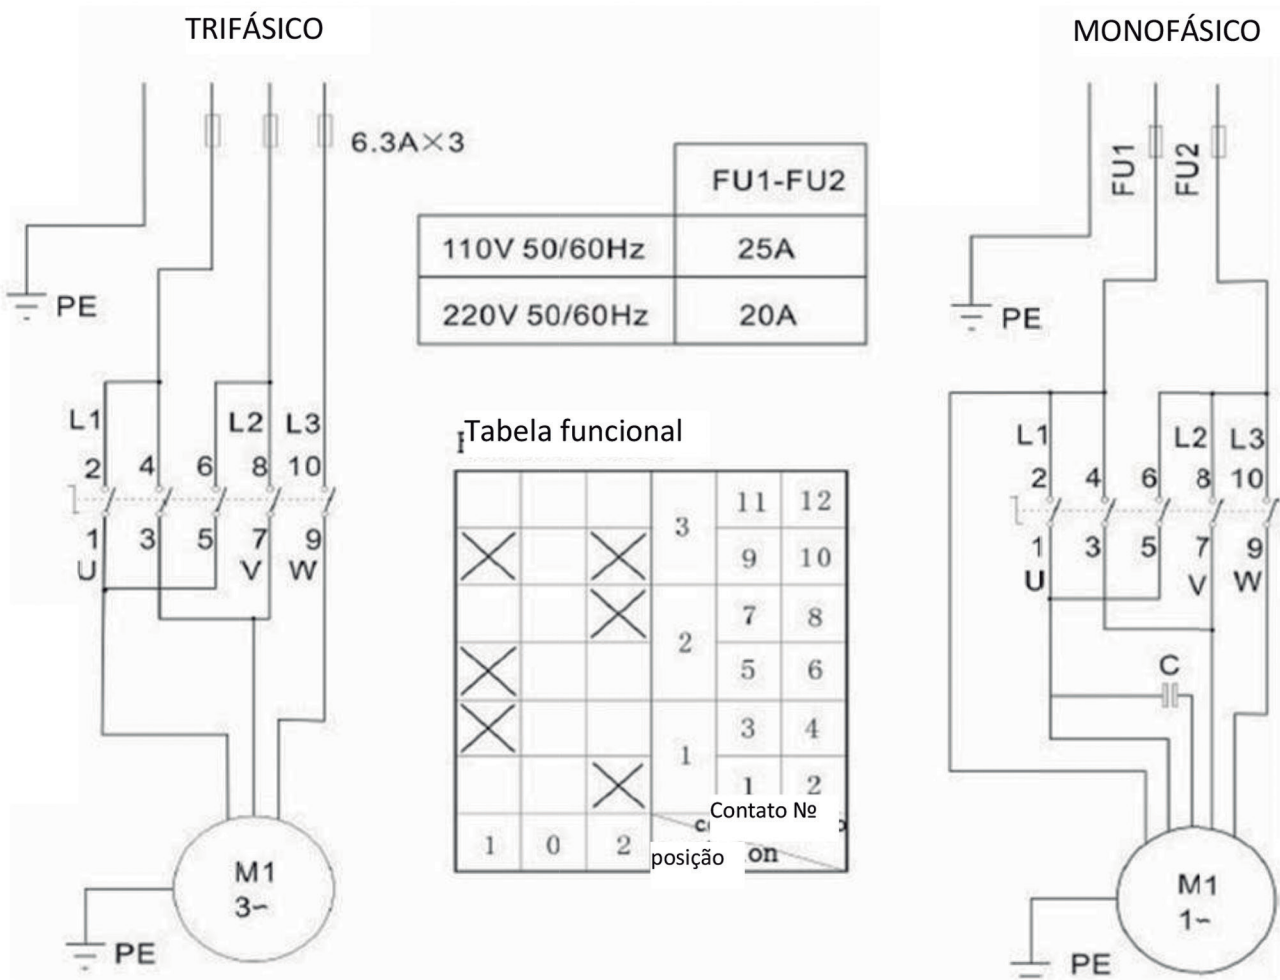 TRIFÁSICO
MONOFÁSICO
6.3A×3
FU1
FU2
FU1-FU2
110V 50/60Hz 25A
220V 50/60Hz 20A
PE
PE
L1 L2 L3
2 4 6 8 10
1 3 5 7 9
U V W
M1
3~
PE
Tabela funcional
3 11 12
9 10
2 7 8
5 6
1 3 4
1 2
Contato Nº
1 0 2 posição on
L1 L2 L3
2 4 6 8 10
1 3 5 7 9
U V W
C
M1
1~
PE